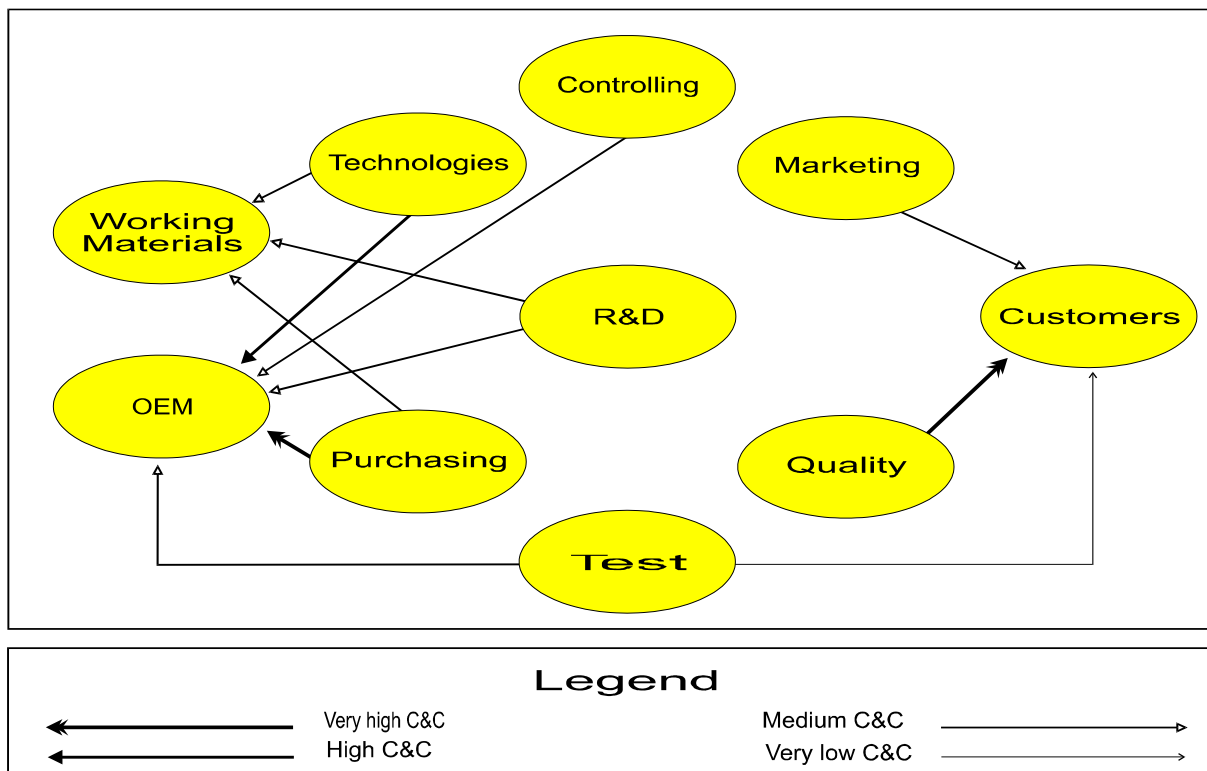 Controlling
Technologies
Marketing
Working
Materials
R&D
Customers
OEM
Purchasing
Quality
Test
Legend
Very high C&C
High C&C
Medium C&C
Very low C&C